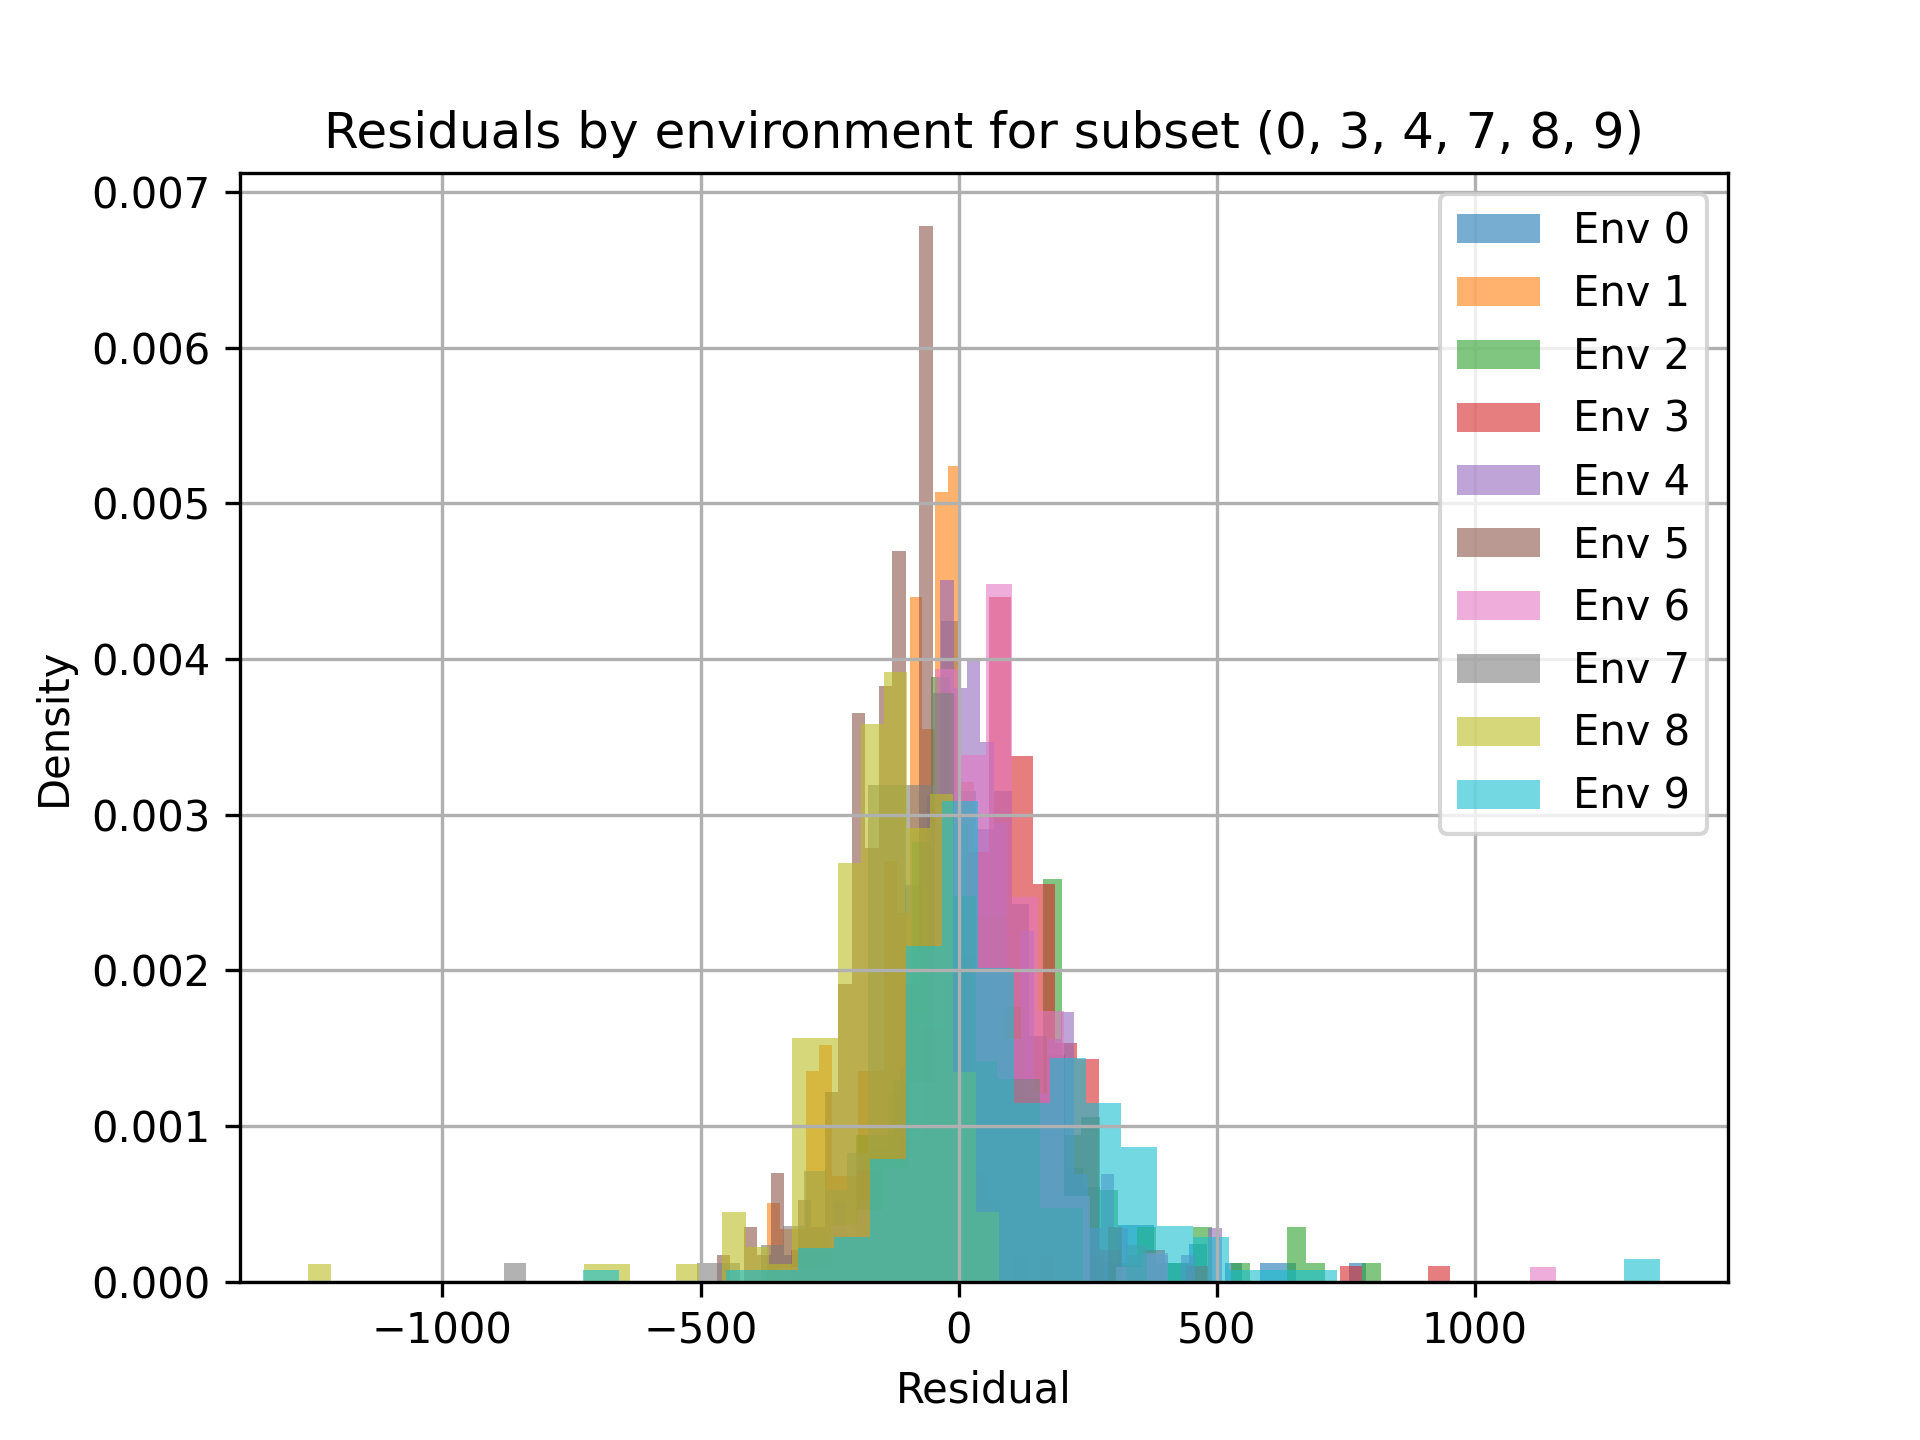 Residuals by environment for subset (0, 3, 4, 7, 8, 9)
0.007
0.006
0.005
0.004
0.003
0.002
0.001
0.000
Density
−1000
−500
0
500
1000
Residual
Env 0
Env 1
Env 2
Env 3
Env 4
Env 5
Env 6
Env 7
Env 8
Env 9